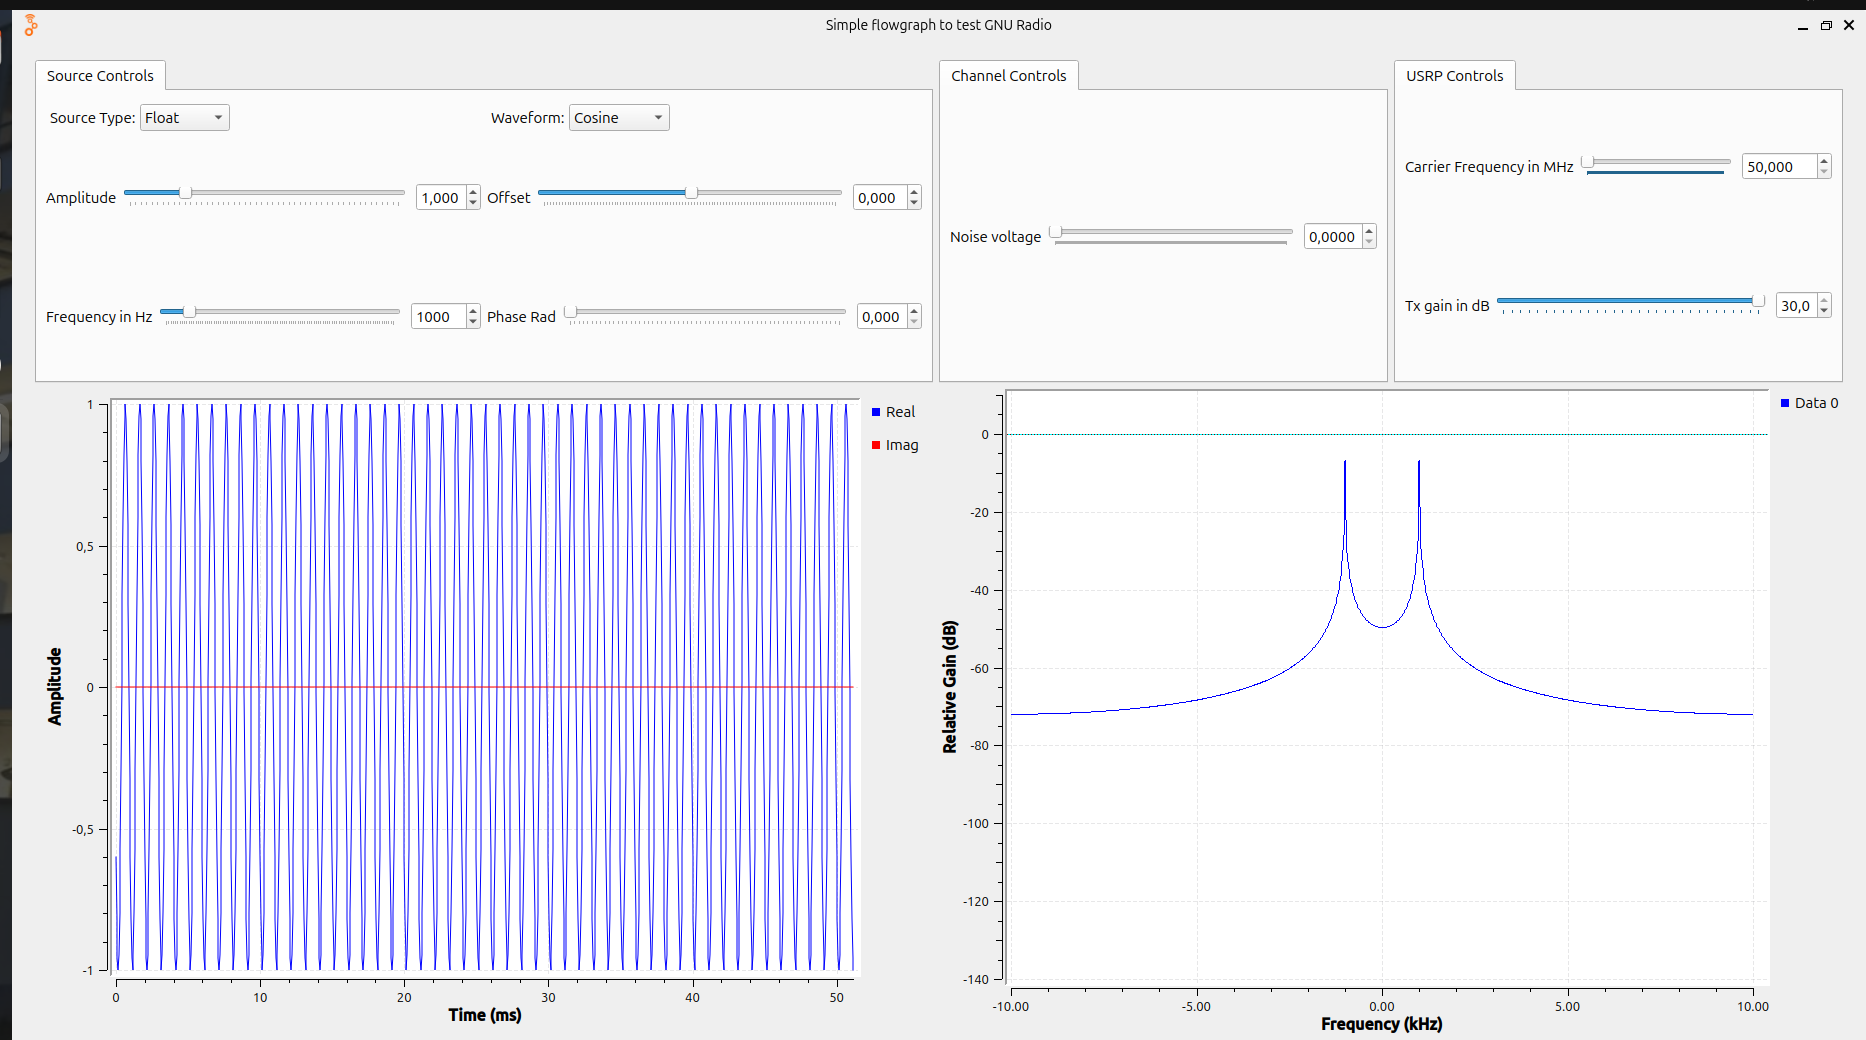 Simple flowgraph to test GNU Radio
Source Controls
Channel Controls
USRP Controls
Source Type: Float
Waveform: Cosine
Amplitude 1,000
Offset 0,000
Frequency in Hz 1000
Phase Rad 0,000
Noise voltage 0,0000
Carrier Frequency in MHz 50,000
Tx gain in dB 30,0
Amplitude
1
0,5
0
-0,5
-1
0 10 20 30 40 50
Time (ms)
Real
Imag
Relative Gain (dB)
0
-20
-40
-60
-80
-100
-120
-140
-10.00 -5.00 0.00 5.00 10.00
Frequency (kHz)
Data 0